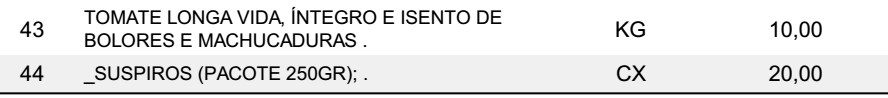 43 TOMATE LONGA VIDA, ÍNTEGRO E ISENTO DE BOLORES E MACHUCADURAS . KG 10,00
44 _SUSPIROS (PACOTE 250GR); . CX 20,00